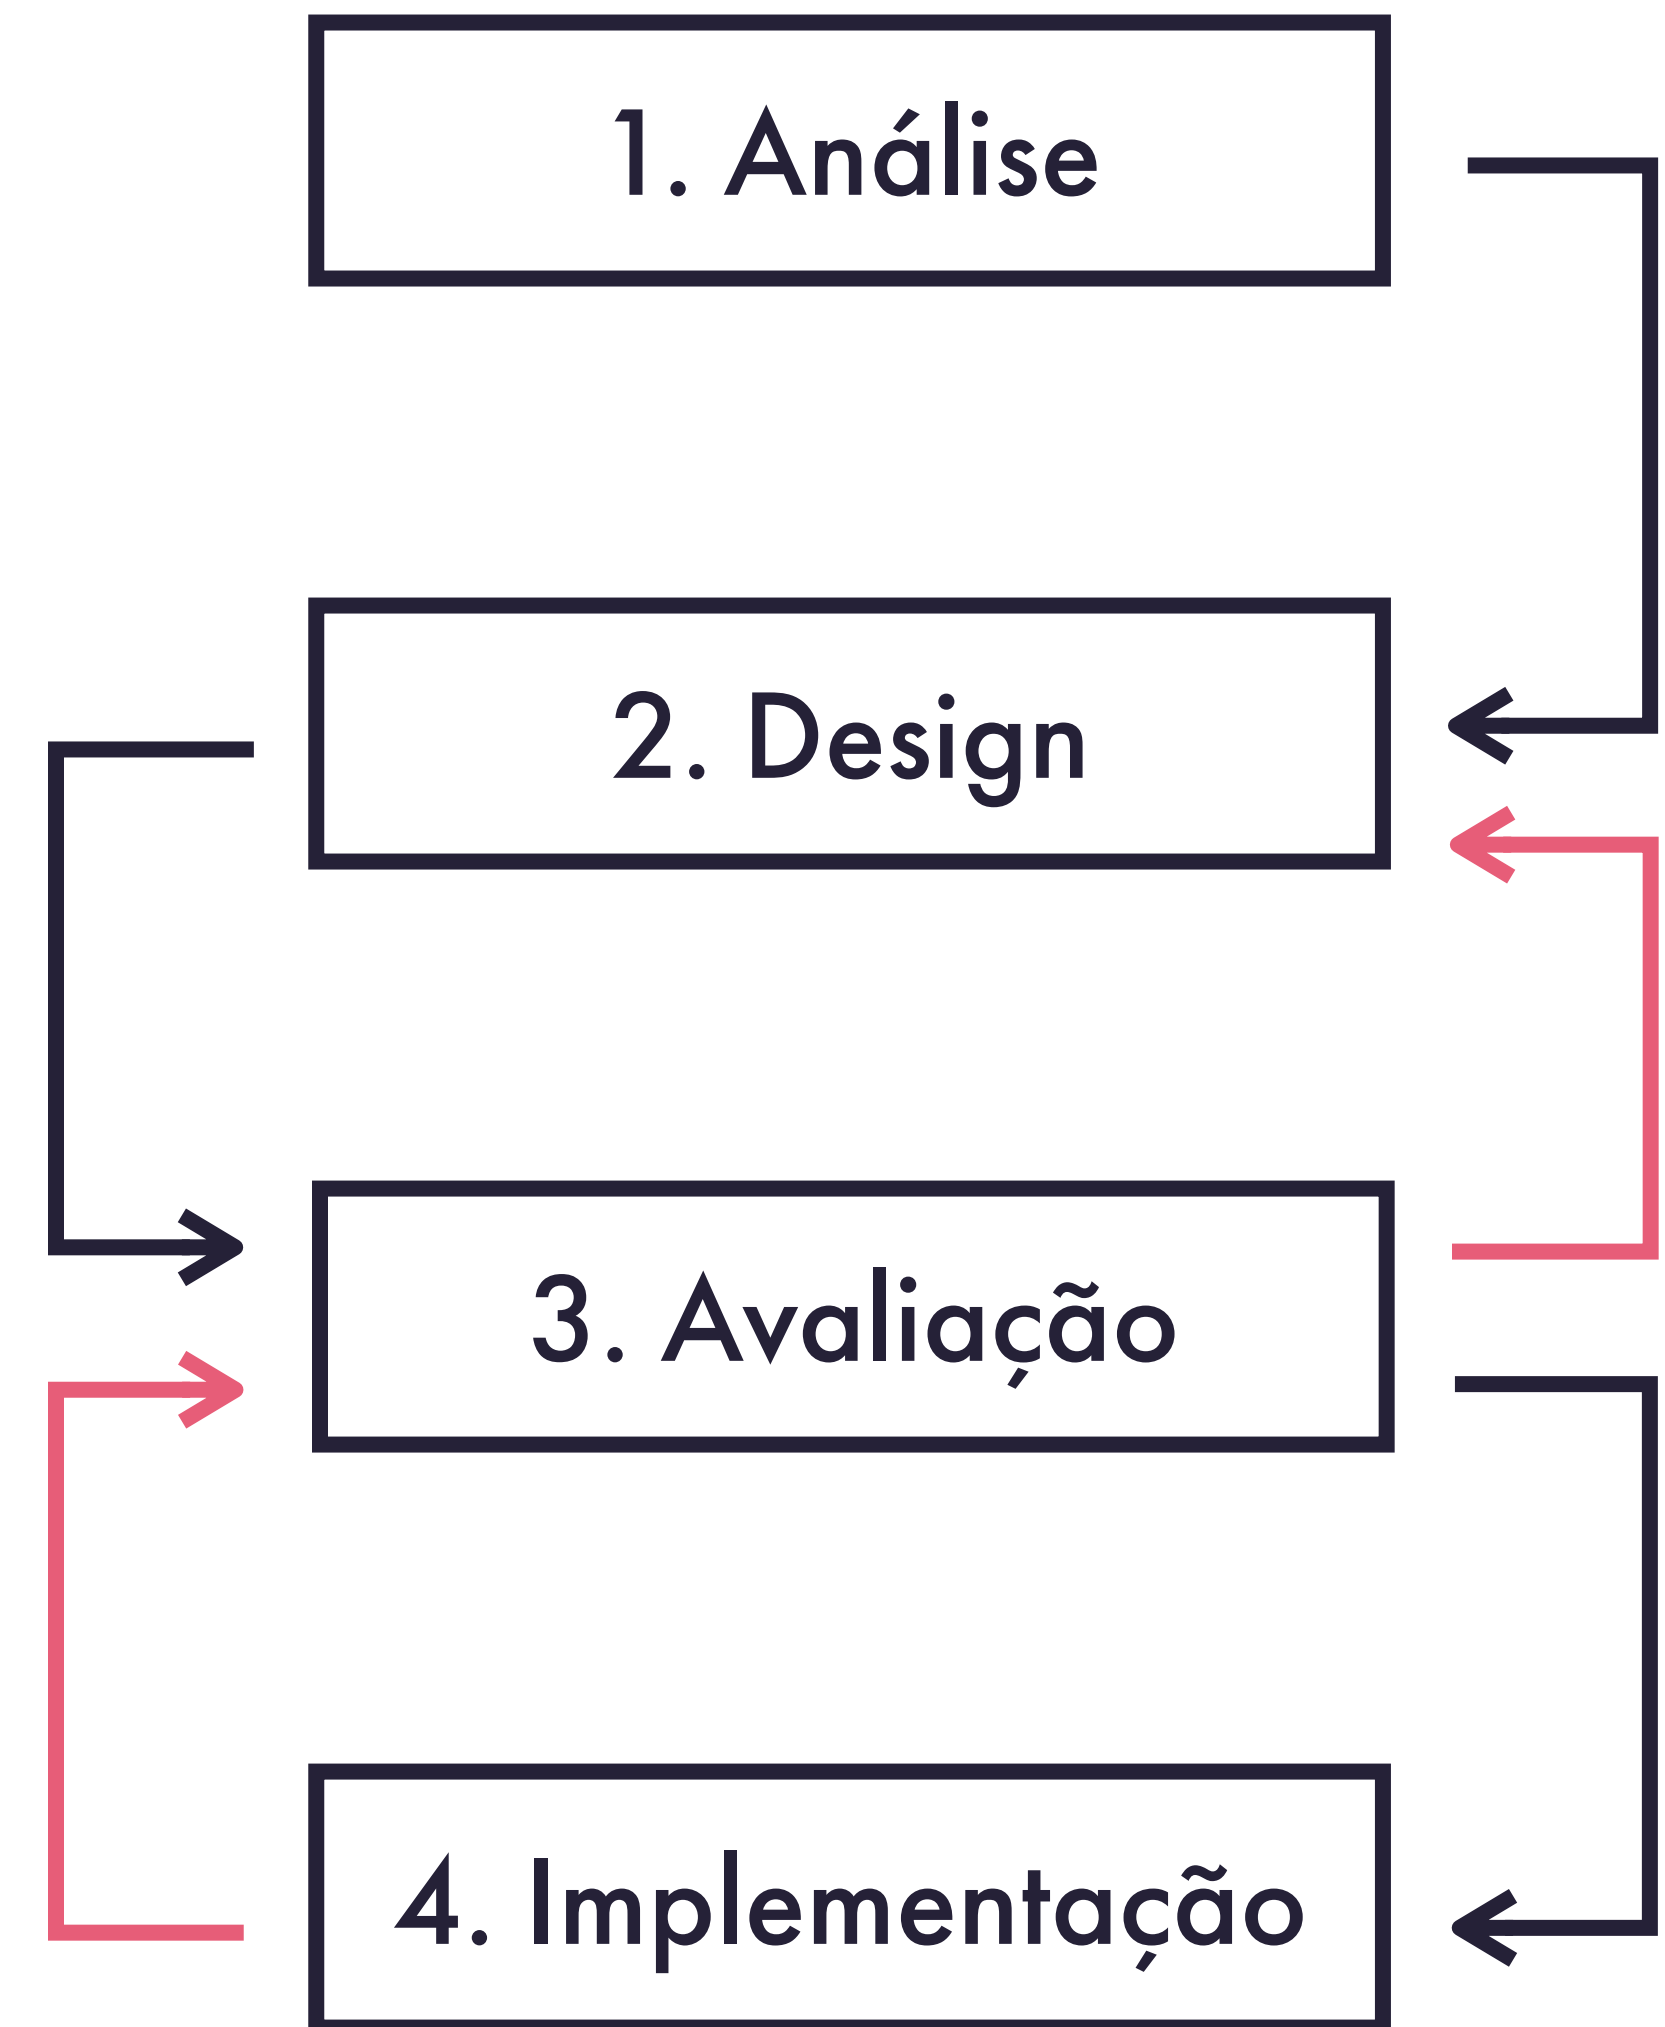 1. Análise
2. Design
3. Avaliação
4. Implementação